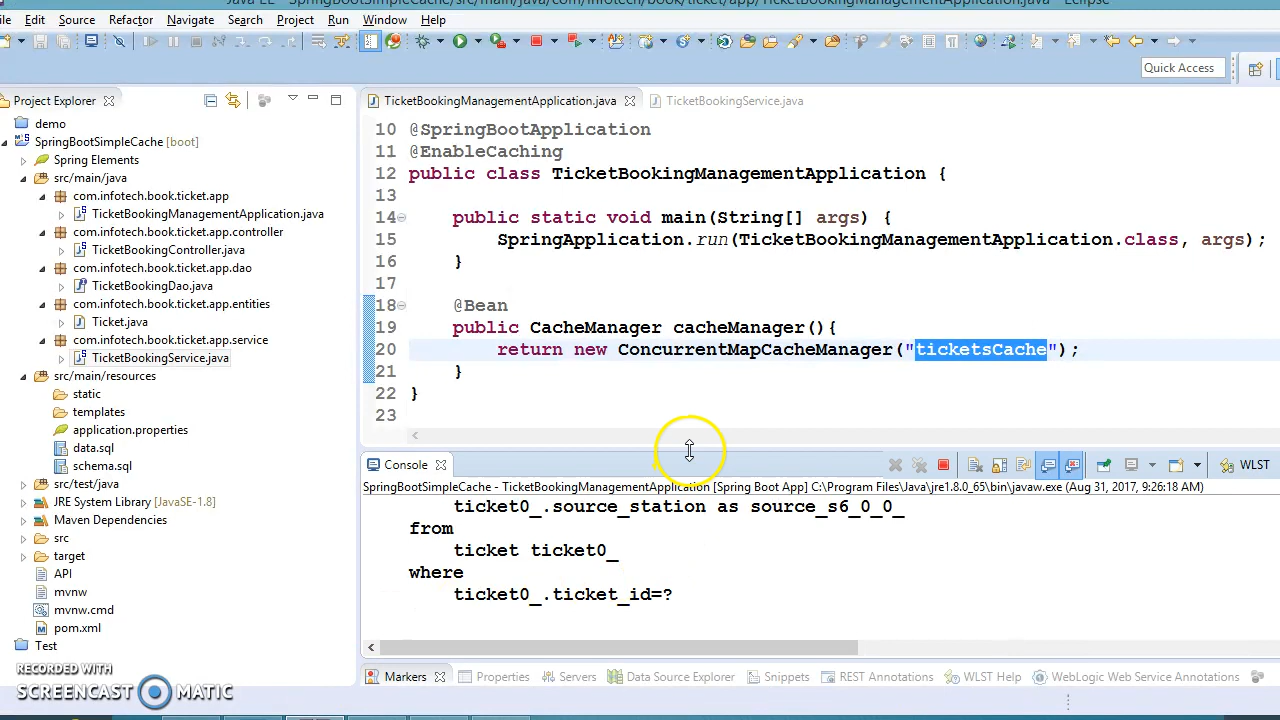 Java EE - SpringBootSimpleCache/src/main/java/com/infotech/book/ticket/app/TicketBookingManagementApplication.java - Eclipse
ile Edit Source Refactor Navigate Search Project Run Window Help
Quick Access
Project Explorer
demo
SpringBootSimpleCache [boot]
Spring Elements
src/main/java
com.infotech.book.ticket.app
TicketBookingManagementApplication.java
com.infotech.book.ticket.app.controller
TicketBookingController.java
com.infotech.book.ticket.app.dao
TicketBookingDao.java
com.infotech.book.ticket.app.entities
Ticket.java
com.infotech.book.ticket.app.service
TicketBookingService.java
src/main/resources
static
templates
application.properties
data.sql
schema.sql
src/test/java
JRE System Library [JavaSE-1.8]
Maven Dependencies
src
target
API
mvnw
mvnw.cmd
pom.xml
Test
TicketBookingManagementApplication.java TicketBookingService.java
10 @SpringBootApplication
11 @EnableCaching
12 public class TicketBookingManagementApplication {
13
14 public static void main(String[] args) {
15 SpringApplication.run(TicketBookingManagementApplication.class, args);
16 }
17
18 @Bean
19 public CacheManager cacheManager(){
20 return new ConcurrentMapCacheManager("ticketsCache");
21 }
22 }
23
Console
WLST
SpringBootSimpleCache - TicketBookingManagementApplication [Spring Boot App] C:\Program Files\Java\jre1.8.0_65\bin\javaw.exe (Aug 31, 2017, 9:26:18 AM)
ticket0_.source_station as source_s6_0_0_
from
ticket ticket0_
where
ticket0_.ticket_id=?
Markers Properties Servers Data Source Explorer Snippets REST Annotations WLST Help WebLogic Web Service Annotations
RECORDED WITH
SCREENCAST MATIC